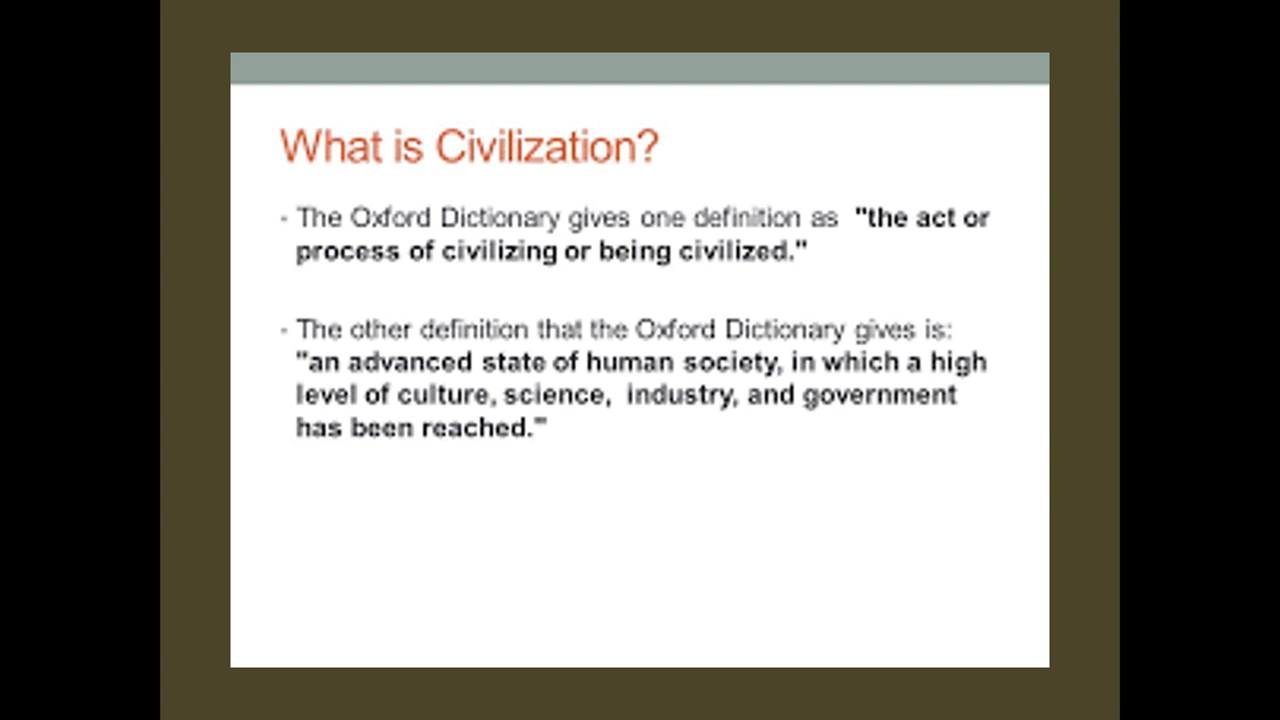 What is Civilization?
· The Oxford Dictionary gives one definition as "the act or
process of civilizing or being civilized."
· The other definition that the Oxford Dictionary gives is:
"an advanced state of human society, in which a high
level of culture, science, industry, and government
has been reached."